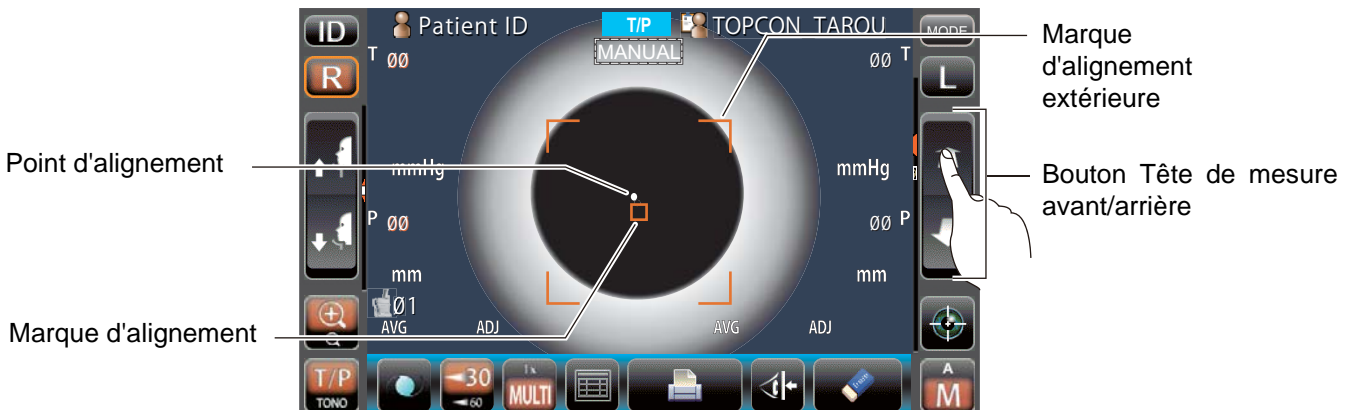 ID
Patient ID
T/P
TOPCON TAROU
MODE
Marque
d'alignement
extérieure
T
00
MANUAL
00
T
R
L
Point d'alignement
mmHg
mmHg
Bouton Tête de mesure
avant/arrière
P
00
00
P
mm
mm
01
Marque d'alignement
AVG
ADJ
AVG
ADJ
T/P
TONO
30
60
1x
MULTI
A
M